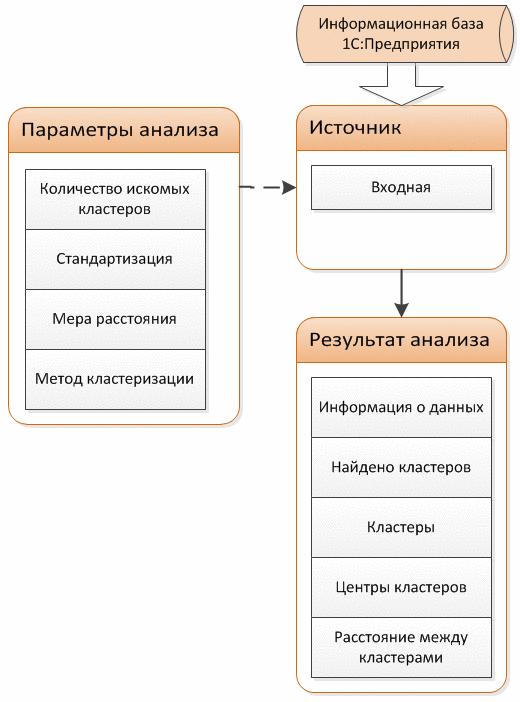 Информационная база
1С:Предприятия
Параметры анализа
Количество искомых
кластеров
Стандартизация
Мера расстояния
Метод кластеризации
Источник
Входная
Результат анализа
Информация о данных
Найдено кластеров
Кластеры
Центры кластеров
Расстояние между
кластерами